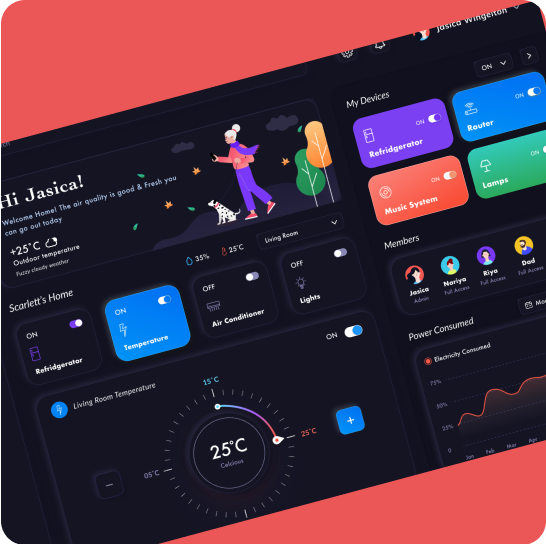 Jasica Wingelton
My Devices
ON
Refridgerator
ON
Router
ON
Music System
ON
Lamps
ON
Hi Jasica!
Welcome Home! The air quality is good & Fresh you
can go out today
+25°C
Outdoor temperature
Fuzzy cloudy weather
Scarlett's Home
35%
25°C
Living Room
ON
Refridgerator
ON
Temperature
OFF
Air Conditioner
OFF
Lights
Members
Jasica
Admin
Nariya
Full Access
Riya
Full Access
Dad
Full Access
Power Consumed
Electricity Consumed
75%
50%
25%
0
Jan
Feb
Mar
Apr
Living Room Temperature
ON
15°C
05°C
25°C
25°C
Celcious